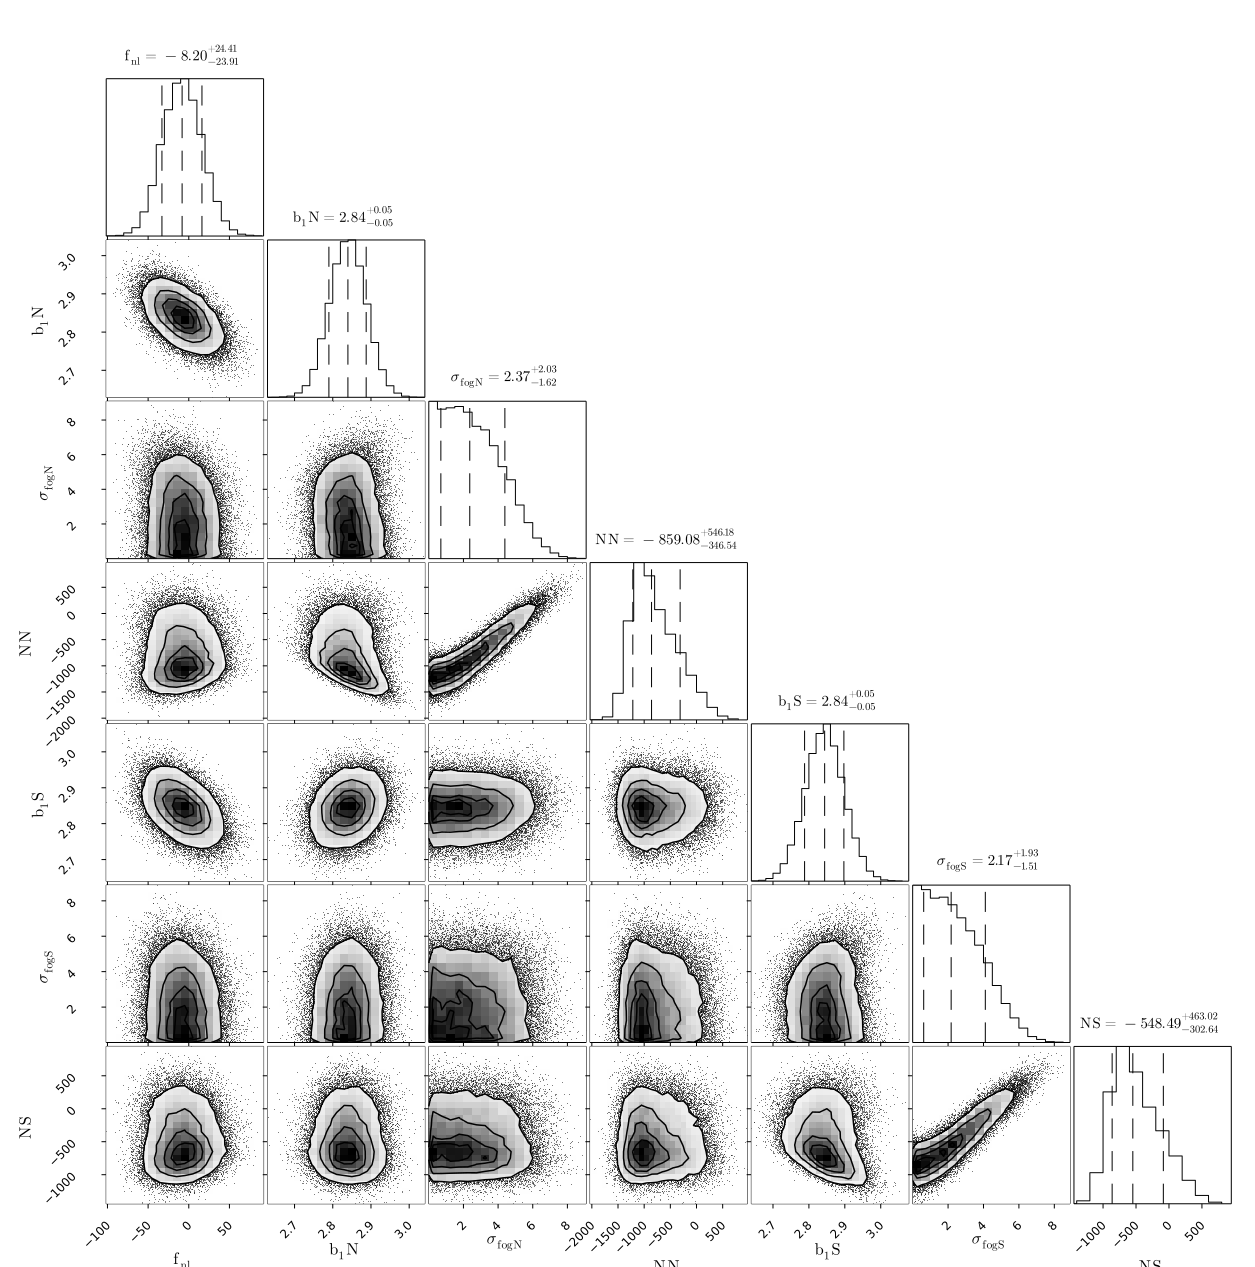 f_nl = − 8.20 +24.41 −23.91
b_1N = 2.84 +0.05 −0.05
3.0
2.9
2.8
2.7
b_1N
σ_fogN = 2.37 +2.03 −1.62
8
6
4
2
σ_fogN
NN = − 859.08 +546.18 −346.54
500
0
−500
−1000
−1500
−2000
NN
b_1S = 2.84 +0.05 −0.05
3.0
2.9
2.8
2.7
b_1S
σ_fogS = 2.17 +1.93 −1.51
8
6
4
2
σ_fogS
NS = − 548.49 +463.02 −302.64
500
0
−500
−1000
NS
−100 −50 0 50
2.7 2.8 2.9 3.0
2 4 6 8
−2000 −1500 −1000 −500 0 500
2.7 2.8 2.9 3.0
2 4 6 8
−1000 −500 0 500
f_nl b_1N σ_fogN NN b_1S σ_fogS NS